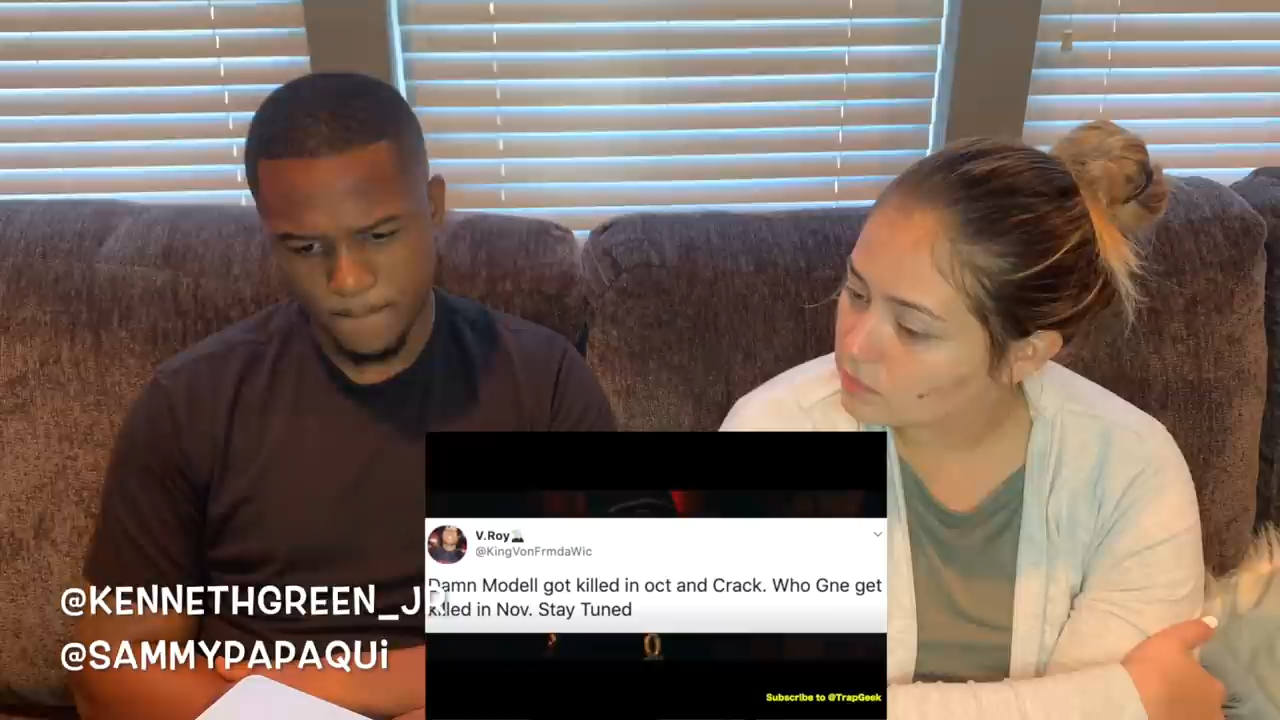 V.Roy
@KingVonFrmdaWic
Damn Modell got killed in oct and Crack. Who Gne get
killed in Nov. Stay Tuned
@KENNETHGREEN_JR
@SAMMYPAPAQUi
Subscribe to @TrapGeek